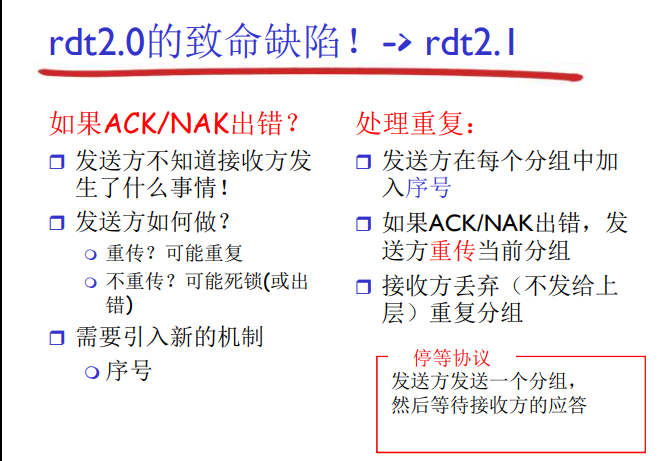 rdt2.0的致命缺陷！-> rdt2.1
如果ACK/NAK出错？
发送方不知道接收方发
生了什么事情！
发送方如何做？
重传？可能重复
不重传？可能死锁(或出
错)
需要引入新的机制
序号
处理重复：
发送方在每个分组中加
入序号
如果ACK/NAK出错，发
送方重传当前分组
接收方丢弃（不发给上
层）重复分组
停等协议
发送方发送一个分组，
然后等待接收方的应答